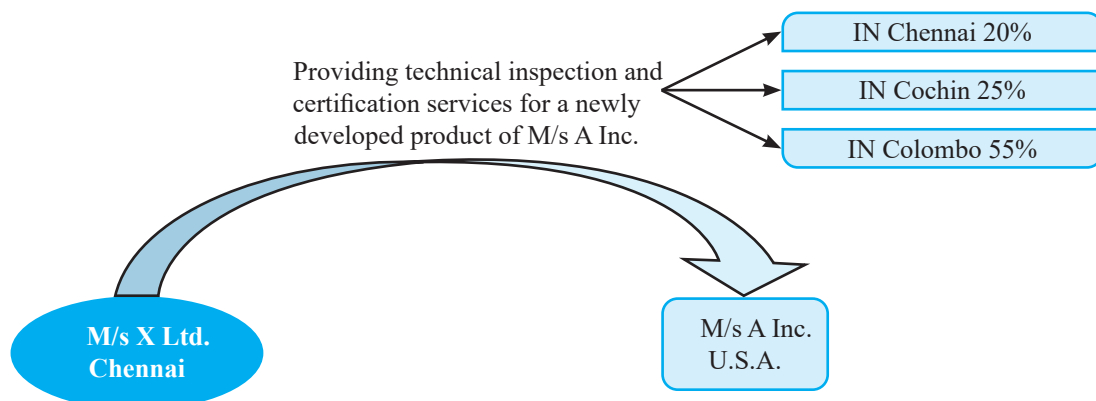 IN Chennai 20%
Providing technical inspection and
certification services for a newly
developed product of M/s A Inc.
IN Cochin 25%
IN Colombo 55%
M/s X Ltd.
Chennai
M/s A Inc.
U.S.A.